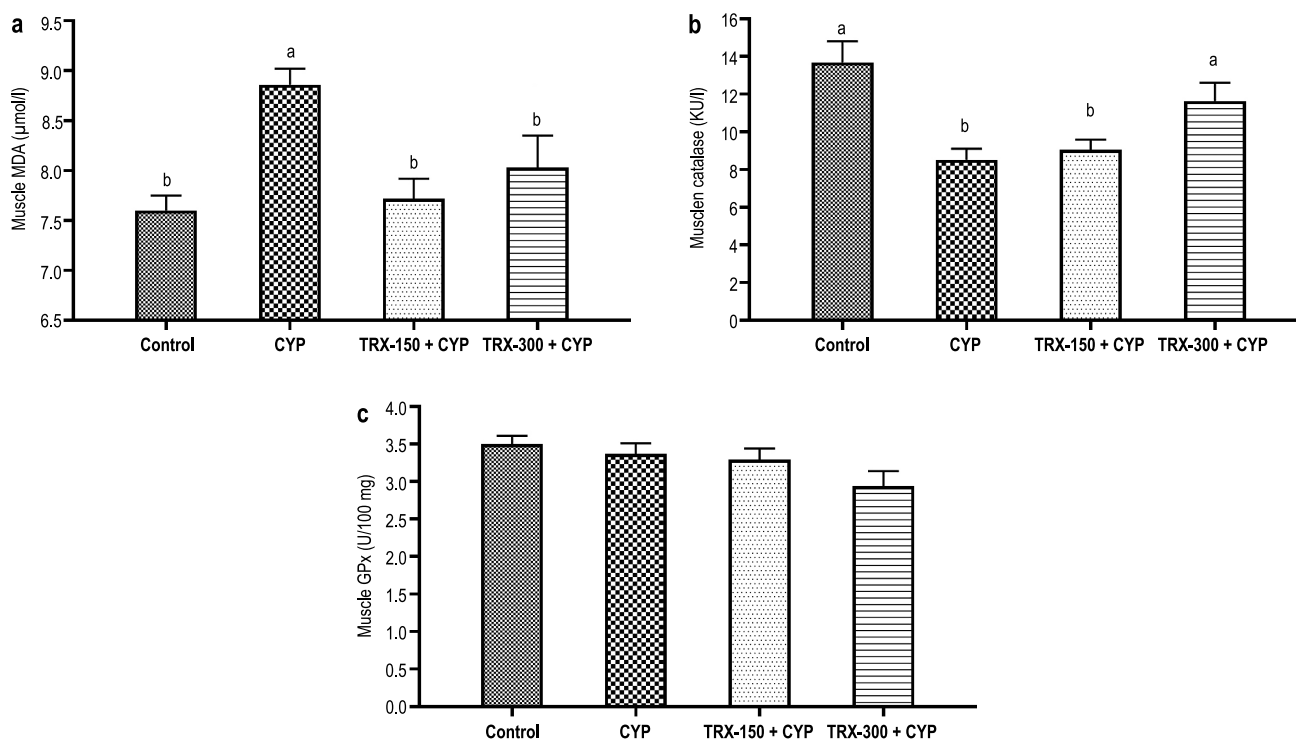 a
Muscle MDA (µmol/l)
9.5
9.0
8.5
8.0
7.5
7.0
6.5
b
a
b
b
Control
CYP
TRX-150 + CYP
TRX-300 + CYP
b
Musclen catalase (KU/l)
16
14
12
10
8
6
4
2
0
a
b
b
a
Control
CYP
TRX-150 + CYP
TRX-300 + CYP
c
Muscle GPx (U/100 mg)
4.0
3.5
3.0
2.5
2.0
1.5
1.0
0.5
0.0
Control
CYP
TRX-150 + CYP
TRX-300 + CYP